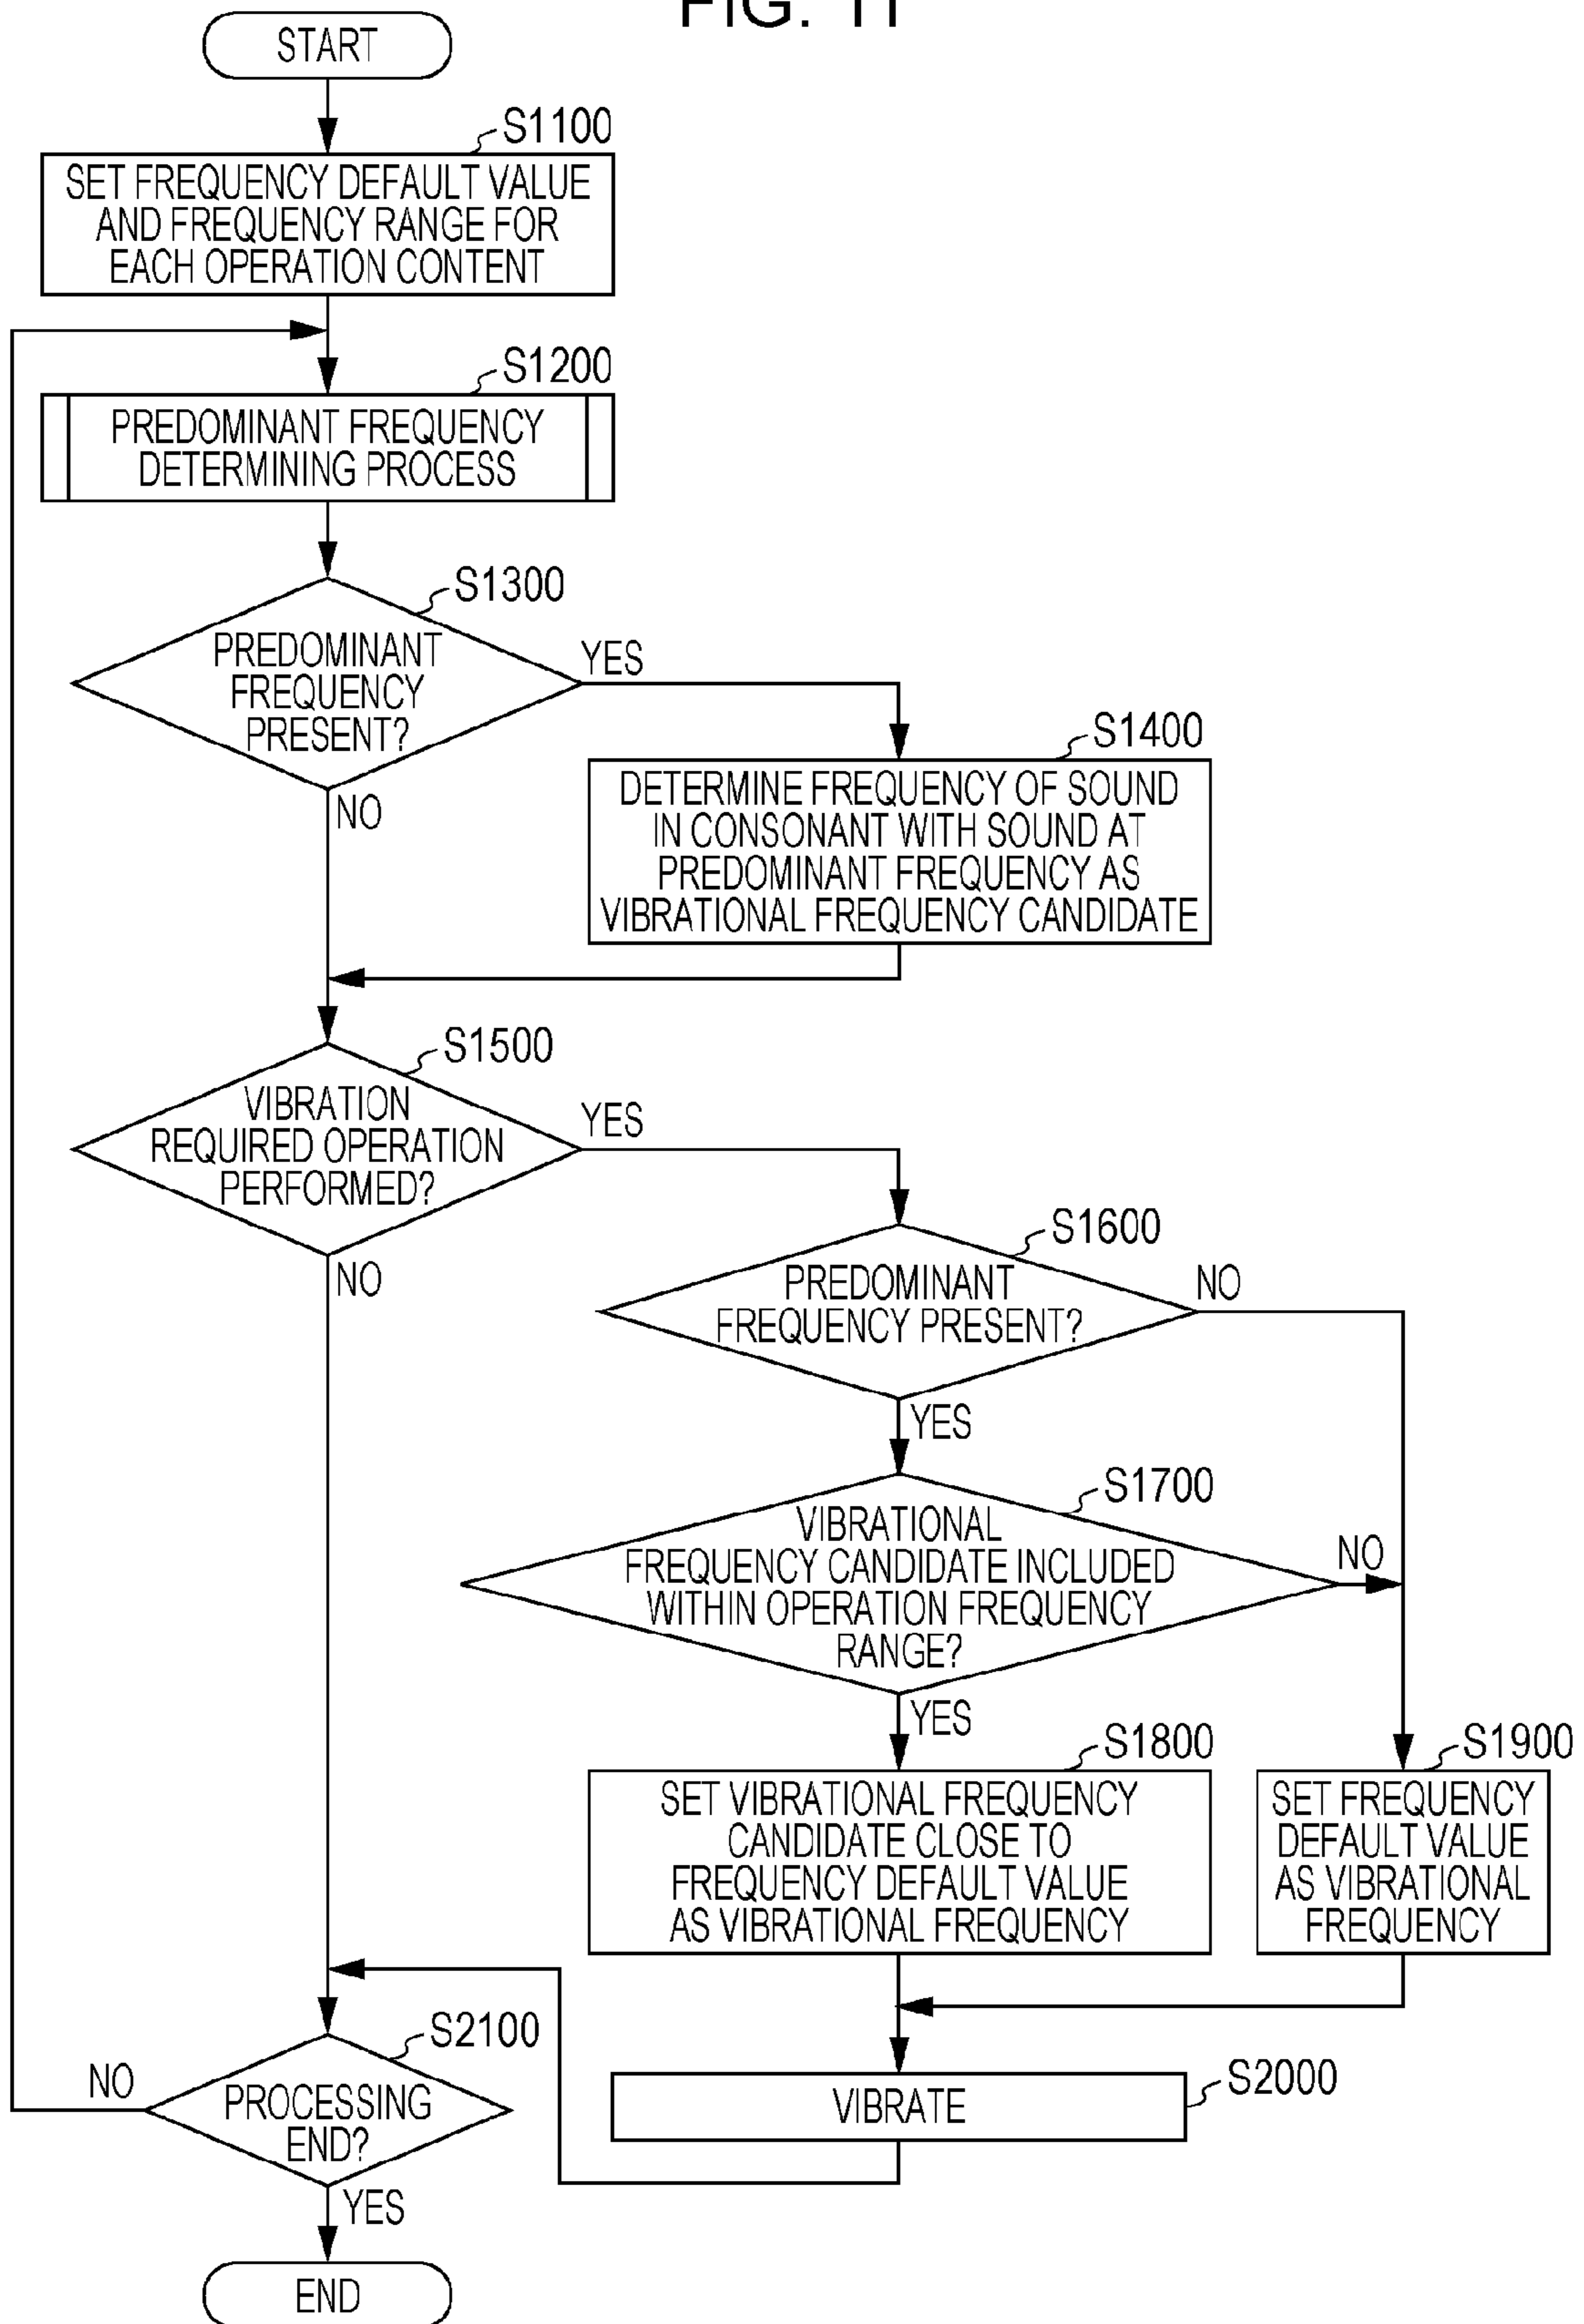 FIG. 11
START
S1100
SET FREQUENCY DEFAULT VALUE
AND FREQUENCY RANGE FOR
EACH OPERATION CONTENT
S1200
PREDOMINANT FREQUENCY
DETERMINING PROCESS
S1300
PREDOMINANT
FREQUENCY
PRESENT?
YES
NO
S1400
DETERMINE FREQUENCY OF SOUND
IN CONSONANT WITH SOUND AT
PREDOMINANT FREQUENCY AS
VIBRATIONAL FREQUENCY CANDIDATE
S1500
VIBRATION
REQUIRED OPERATION
PERFORMED?
YES
NO
S1600
PREDOMINANT
FREQUENCY PRESENT?
NO
YES
S1700
VIBRATIONAL
FREQUENCY CANDIDATE INCLUDED
WITHIN OPERATION FREQUENCY
RANGE?
NO
YES
S1800
SET VIBRATIONAL FREQUENCY
CANDIDATE CLOSE TO
FREQUENCY DEFAULT VALUE
AS VIBRATIONAL FREQUENCY
S1900
SET FREQUENCY
DEFAULT VALUE
AS VIBRATIONAL
FREQUENCY
S2000
VIBRATE
S2100
PROCESSING
END?
NO
YES
END